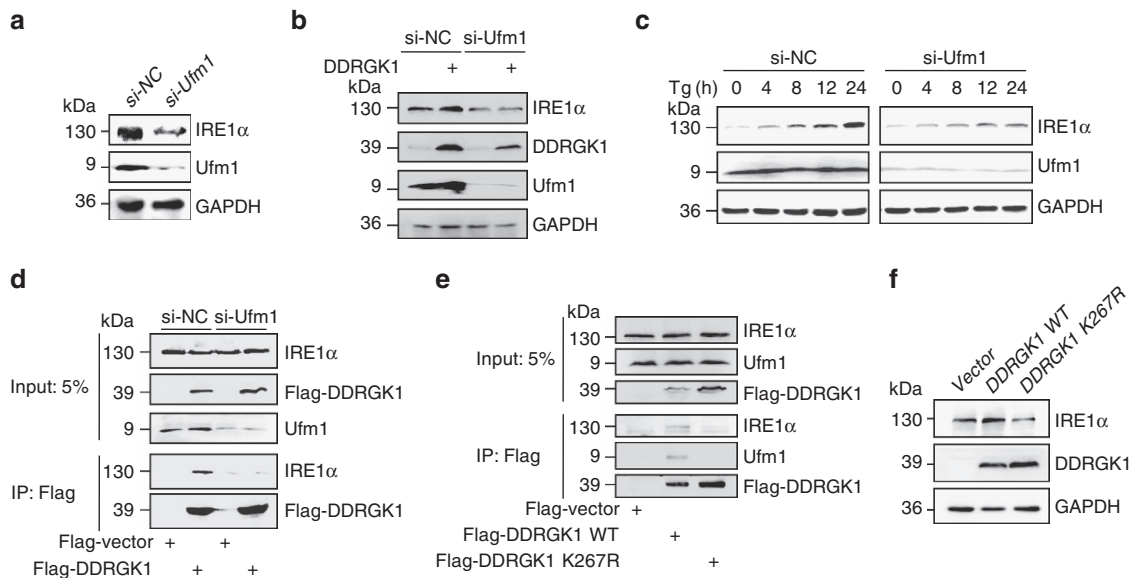 a
si-NC si-Ufm1
kDa
130 IRE1α
9 Ufm1
36 GAPDH
b
si-NC si-Ufm1
DDRGK1 + +
kDa
130 IRE1α
39 DDRGK1
9 Ufm1
36 GAPDH
c
si-NC si-Ufm1
Tg (h) 0 4 8 12 24 0 4 8 12 24
kDa
130 IRE1α
9 Ufm1
36 GAPDH
d
kDa si-NC si-Ufm1
Input: 5%
130 IRE1α
39 Flag-DDRGK1
9 Ufm1
IP: Flag
130 IRE1α
39 Flag-DDRGK1
Flag-vector + +
Flag-DDRGK1 + +
e
kDa
Input: 5%
130 IRE1α
9 Ufm1
39 Flag-DDRGK1
IP: Flag
130 IRE1α
9 Ufm1
39 Flag-DDRGK1
Flag-vector +
Flag-DDRGK1 WT +
Flag-DDRGK1 K267R +
f
Vector DDRGK1 WT DDRGK1 K267R
kDa
130 IRE1α
39 DDRGK1
36 GAPDH